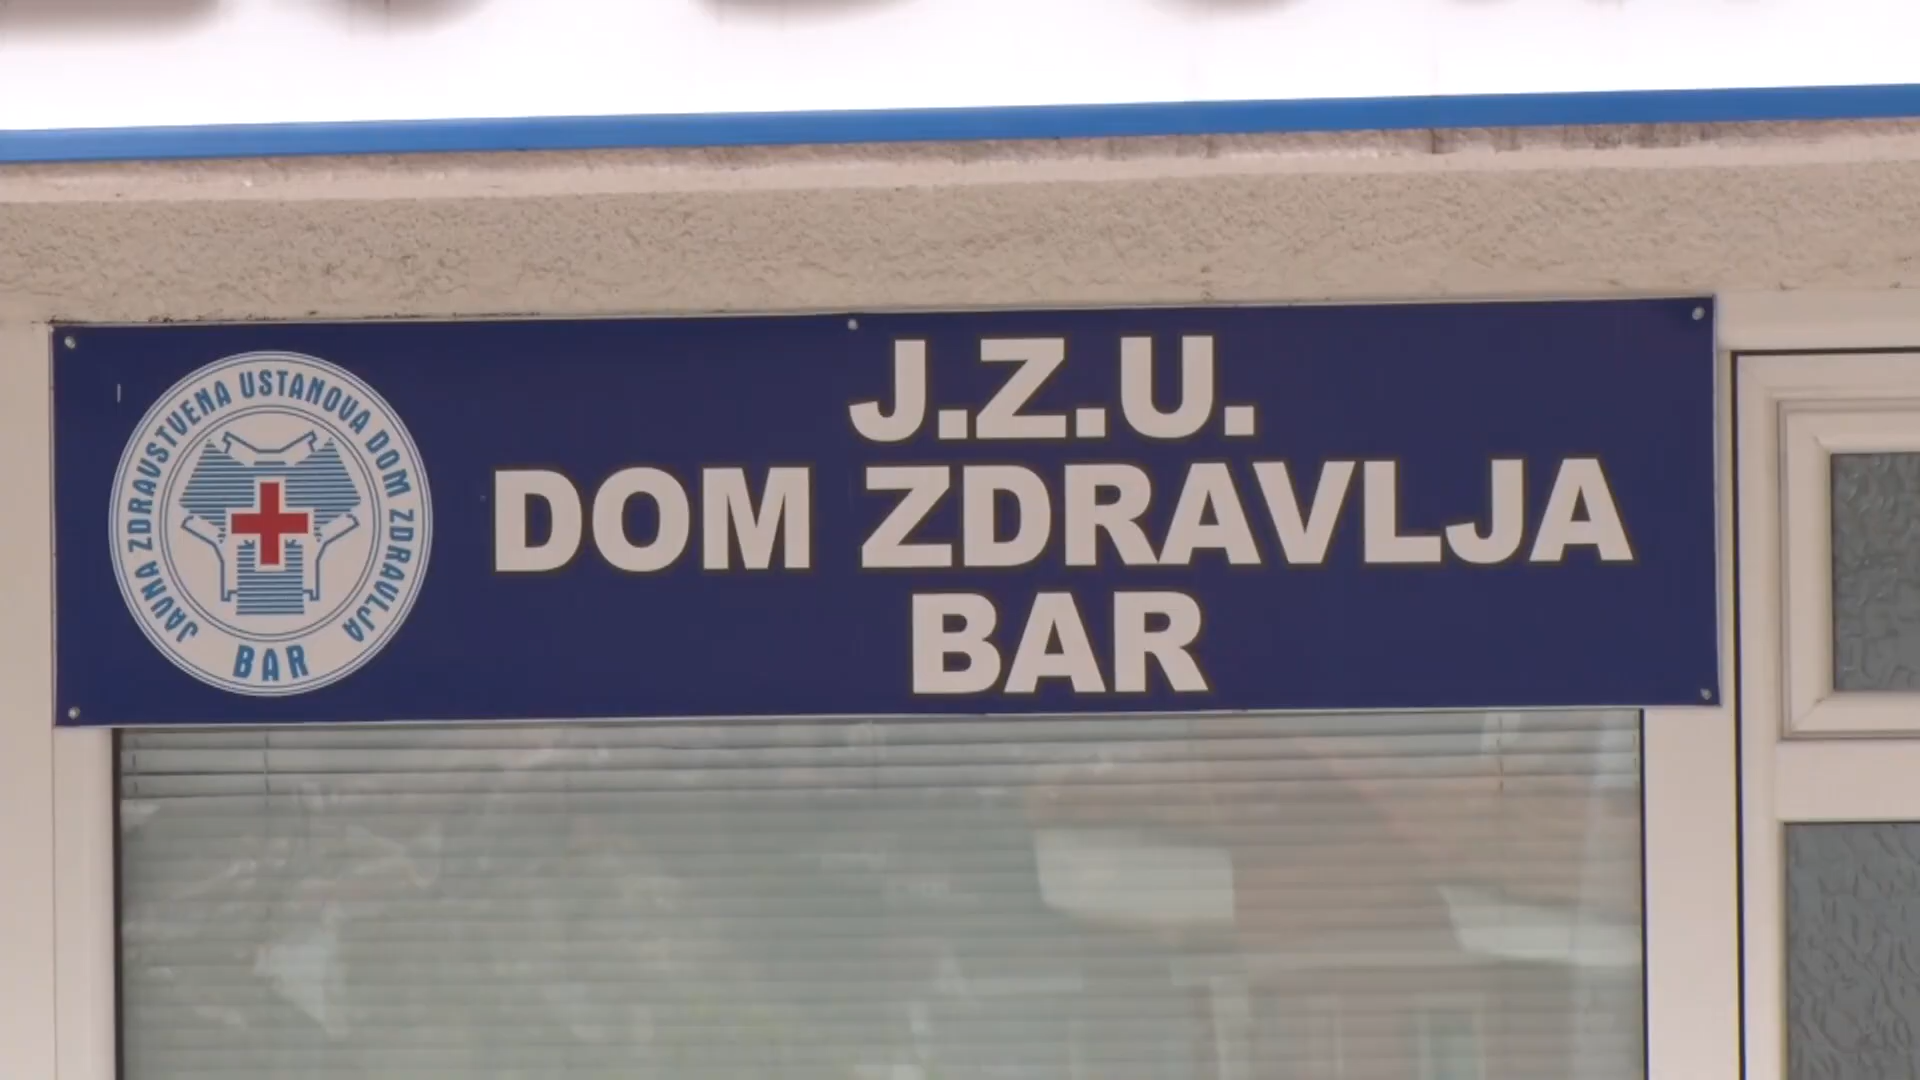 JAVNA ZDRAVSTVENA USTANOVA DOM ZDRAVLJA
BAR
J.Z.U.
DOM ZDRAVLJA
BAR